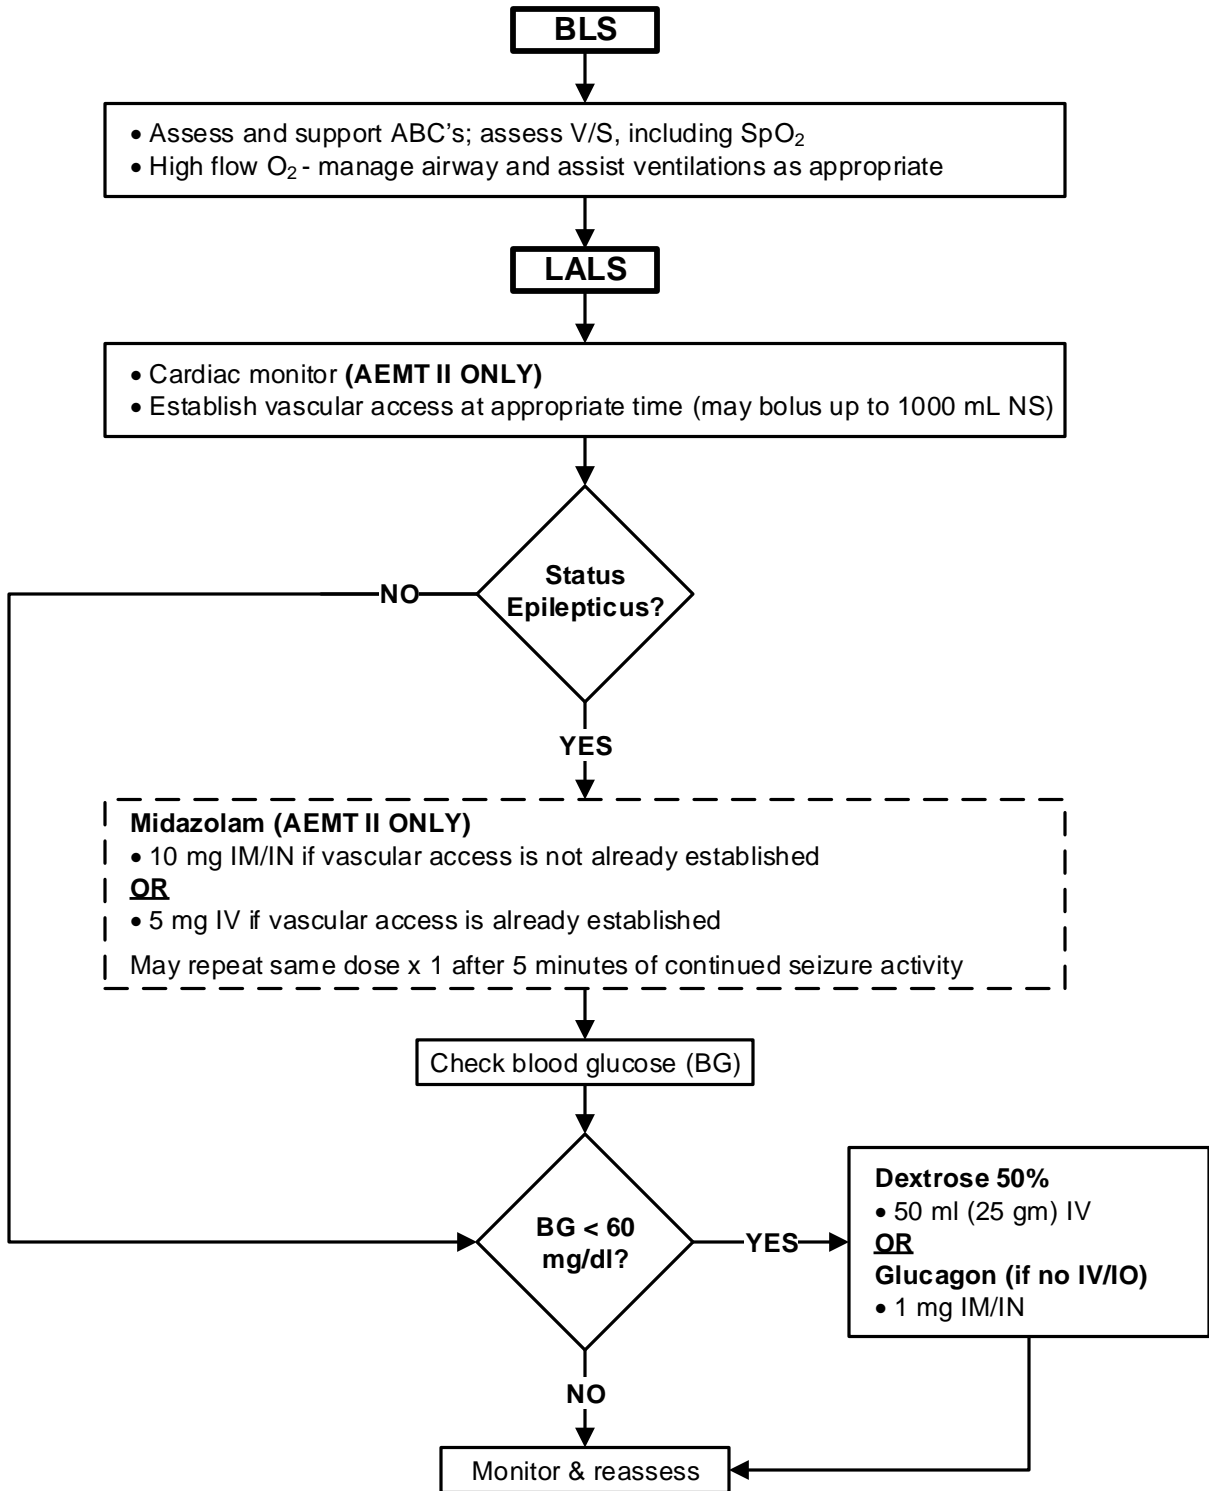 BLS
• Assess and support ABC’s; assess V/S, including SpO₂
• High flow O₂ - manage airway and assist ventilations as appropriate
LALS
• Cardiac monitor (AEMT II ONLY)
• Establish vascular access at appropriate time (may bolus up to 1000 mL NS)
Status
Epilepticus?
NO
YES
Midazolam (AEMT II ONLY)
• 10 mg IM/IN if vascular access is not already established
OR
• 5 mg IV if vascular access is already established
May repeat same dose x 1 after 5 minutes of continued seizure activity
Check blood glucose (BG)
BG < 60
mg/dl?
YES
Dextrose 50%
• 50 ml (25 gm) IV
OR
Glucagon (if no IV/IO)
• 1 mg IM/IN
NO
Monitor & reassess